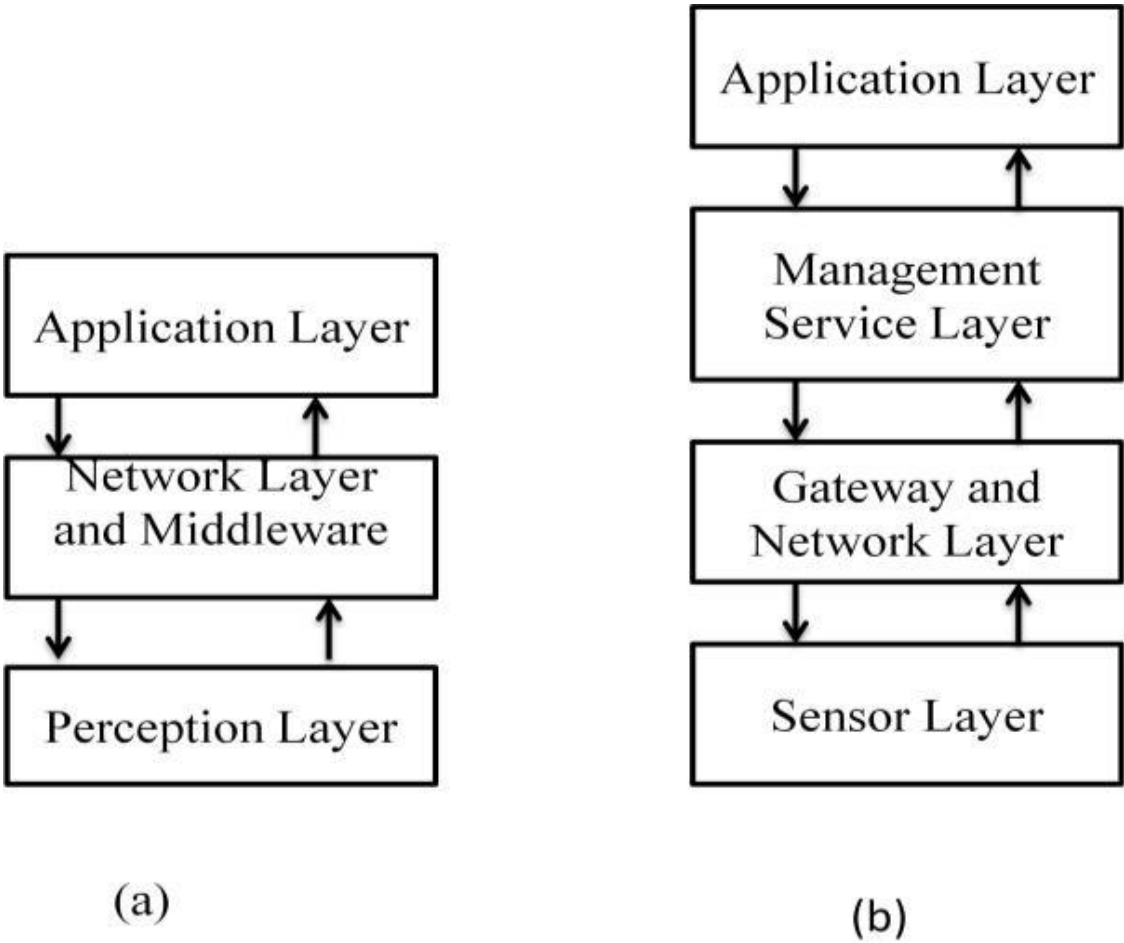 Application Layer
Network Layer
and Middleware
Perception Layer
(a)
Application Layer
Management
Service Layer
Gateway and
Network Layer
Sensor Layer
(b)